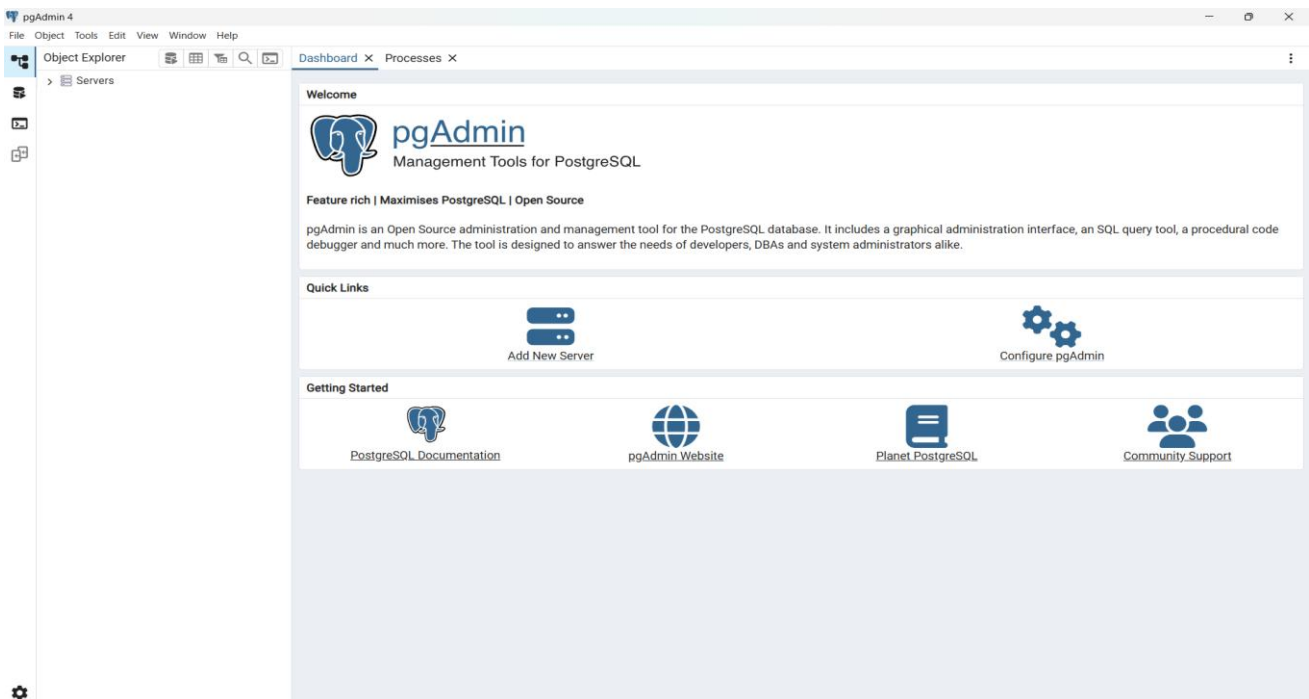 pgAdmin 4
File Object Tools Edit View Window Help
Object Explorer
Dashboard Processes
Servers
Welcome
pgAdmin
Management Tools for PostgreSQL
Feature rich | Maximises PostgreSQL | Open Source
pgAdmin is an Open Source administration and management tool for the PostgreSQL database. It includes a graphical administration interface, an SQL query tool, a procedural code
debugger and much more. The tool is designed to answer the needs of developers, DBAs and system administrators alike.
Quick Links
Add New Server
Configure pgAdmin
Getting Started
PostgreSQL Documentation
pgAdmin Website
Planet PostgreSQL
Community Support